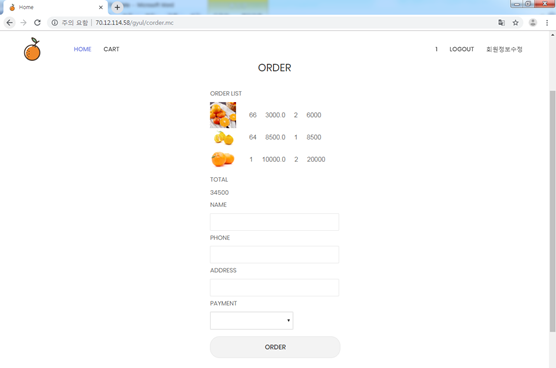 Home
주의 요함 | 70.12.114.58/gyul/corder.mc
HOME CART 1 LOGOUT 회원정보수정
ORDER
ORDER LIST
66 3000.0 2 6000
64 8500.0 1 8500
1 10000.0 2 20000
TOTAL
34500
NAME
PHONE
ADDRESS
PAYMENT
ORDER